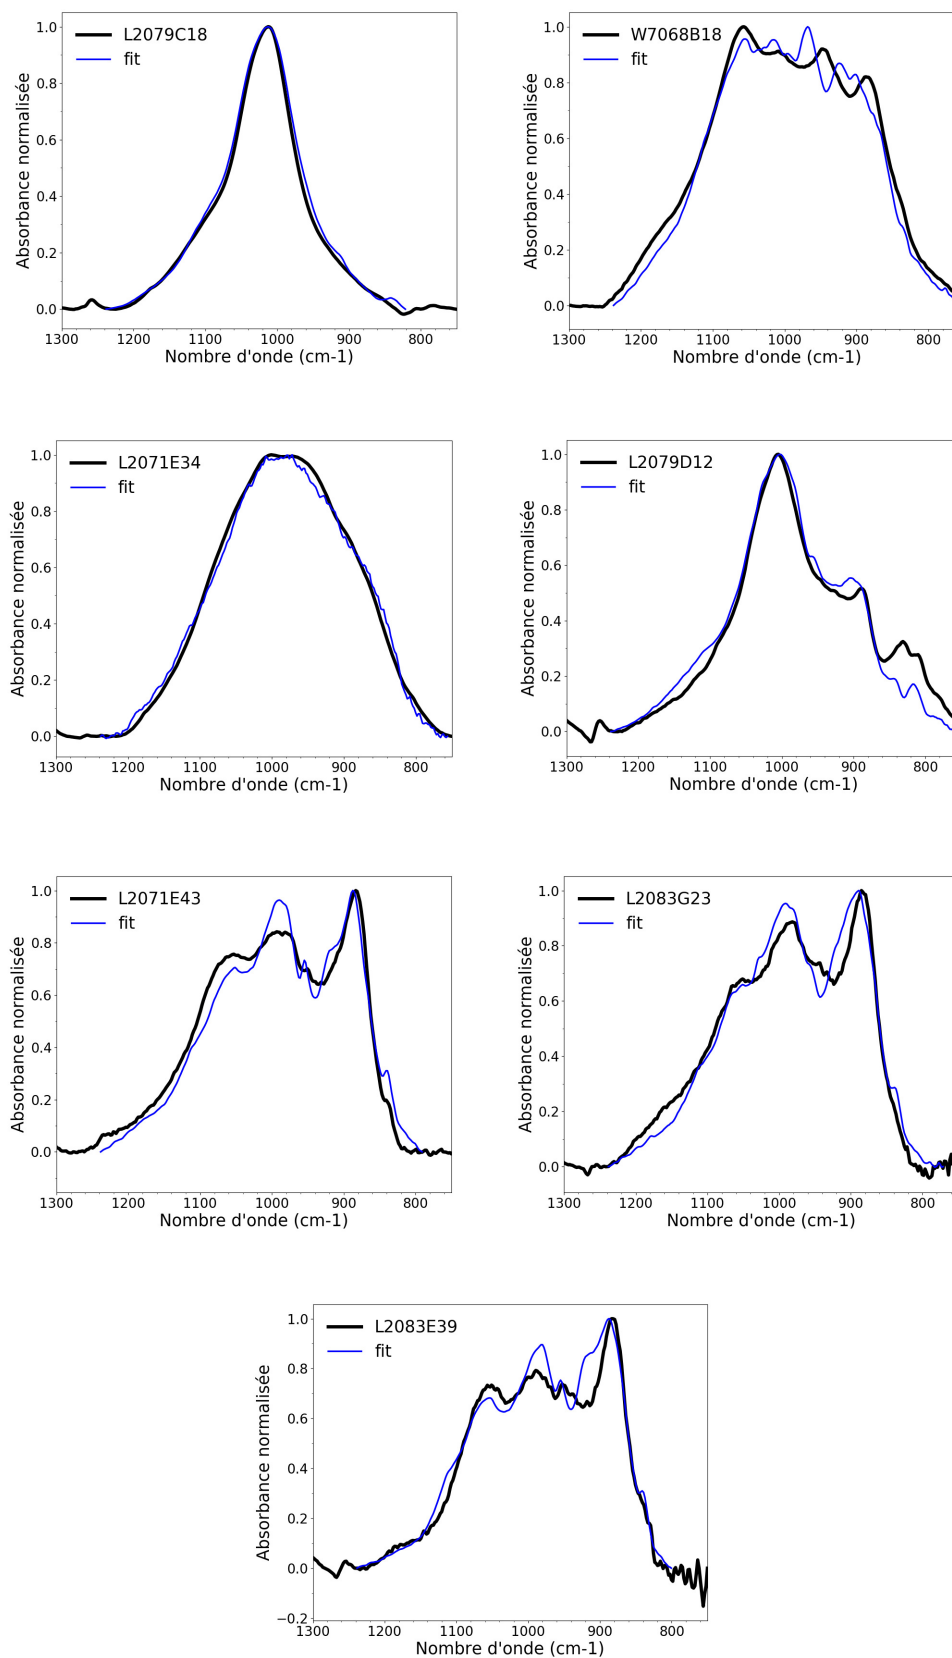 L2079C18
fit
Absorbance normalisée
1.0
0.8
0.6
0.4
0.2
0.0
1300 1200 1100 1000 900 800
Nombre d'onde (cm-1)
W7068B18
fit
Absorbance normalisée
1.0
0.8
0.6
0.4
0.2
0.0
1300 1200 1100 1000 900 800
Nombre d'onde (cm-1)
L2071E34
fit
Absorbance normalisée
1.0
0.8
0.6
0.4
0.2
0.0
1300 1200 1100 1000 900 800
Nombre d'onde (cm-1)
L2079D12
fit
Absorbance normalisée
1.0
0.8
0.6
0.4
0.2
0.0
1300 1200 1100 1000 900 800
Nombre d'onde (cm-1)
L2071E43
fit
Absorbance normalisée
1.0
0.8
0.6
0.4
0.2
0.0
1300 1200 1100 1000 900 800
Nombre d'onde (cm-1)
L2083G23
fit
Absorbance normalisée
1.0
0.8
0.6
0.4
0.2
0.0
1300 1200 1100 1000 900 800
Nombre d'onde (cm-1)
L2083E39
fit
Absorbance normalisée
1.0
0.8
0.6
0.4
0.2
0.0
−0.2
1300 1200 1100 1000 900 800
Nombre d'onde (cm-1)